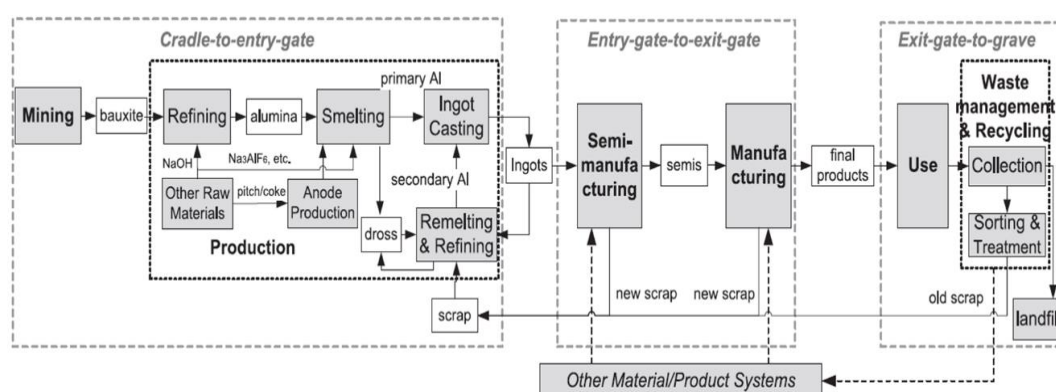 Cradle-to-entry-gate
Entry-gate-to-exit-gate
Exit-gate-to-grave
Mining
bauxite
Refining
alumina
Smelting
primary Al
Ingot
Casting
NaOH
Na₃AlF₆, etc.
Other Raw
Materials
pitch/coke
Anode
Production
secondary Al
dross
Remelting
& Refining
Production
scrap
Ingots
Semi-
manufa
cturing
semis
Manufa
cturing
final
products
new scrap
new scrap
Use
Waste
management
& Recycling
Collection
Sorting &
Treatment
old scrap
landfil
Other Material/Product Systems